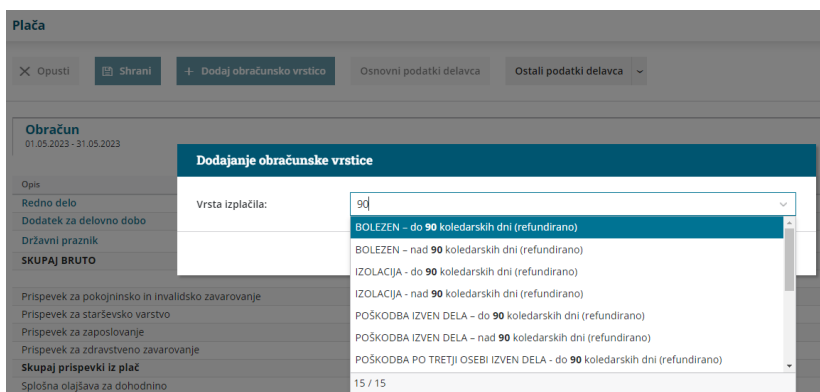 Plača
Opusti Shrani + Dodaj obračunsko vrstico Osnovni podatki delavca Ostali podatki delavca
Obračun
01.05.2023 - 31.05.2023
Dodajanje obračunske vrstice
Opis
Redno delo
Dodatek za delovno dobo
Državni praznik
SKUPAJ BRUTO
Vrsta izplačila: 90
BOLEZEN – do 90 koledarskih dni (refundirano)
BOLEZEN – nad 90 koledarskih dni (refundirano)
IZOLACIJA - do 90 koledarskih dni (refundirano)
IZOLACIJA - nad 90 koledarskih dni (refundirano)
POŠKODBA IZVEN DELA – do 90 koledarskih dni (refundirano)
POŠKODBA IZVEN DELA – nad 90 koledarskih dni (refundirano)
POŠKODBA PO TRETJI OSEBI IZVEN DELA - do 90 koledarskih dni (refundirano)
15 / 15
Prispevek za pokojninsko in invalidsko zavarovanje
Prispevek za starševsko varstvo
Prispevek za zaposlovanje
Prispevek za zdravstveno zavarovanje
Skupaj prispevki iz plač
Splošna olajšava za dohodnino